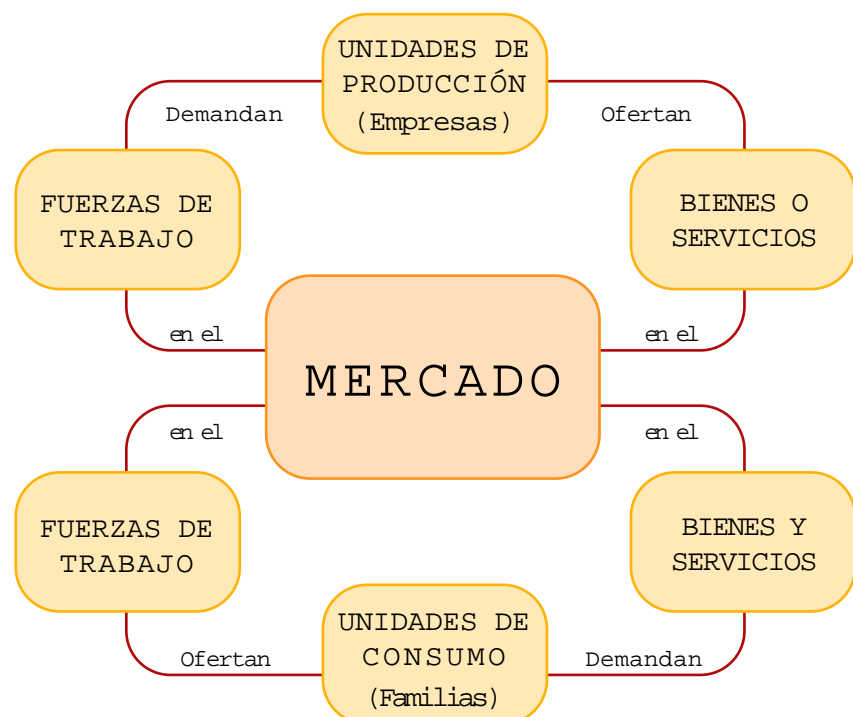 UNIDADES DE
PRODUCCIÓN
(Empresas)
Demandan
Ofertan
FUERZAS DE
TRABAJO
BIENES O
SERVICIOS
en el
en el
MERCADO
en el
en el
FUERZAS DE
TRABAJO
BIENES Y
SERVICIOS
UNIDADES DE
CONSUMO
(Familias)
Ofertan
Demandan